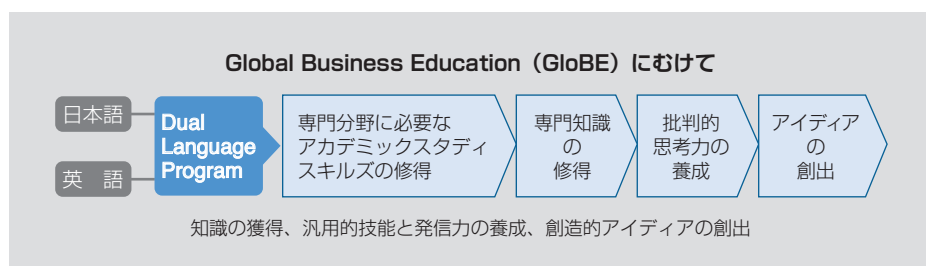 Global Business Education（GloBE）にむけて
日本語
英　語
Dual
Language
Program
専門分野に必要な
アカデミックスタディ
スキルズの修得
専門知識
の
修得
批判的
思考力の
養成
アイディア
の
創出
知識の獲得、汎用的技能と発信力の養成、創造的アイディアの創出